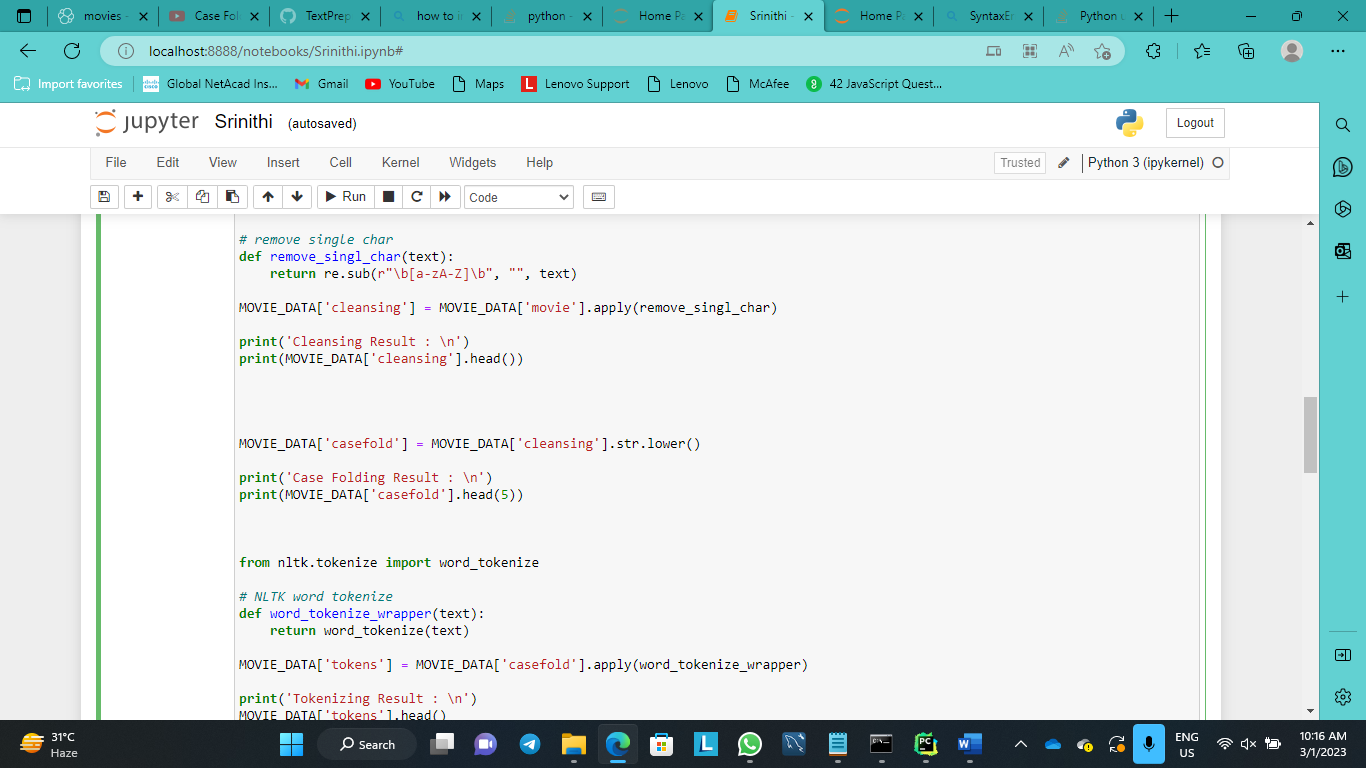 movies -
Case Fol
TextPrep
how to i
python -
Home Pa
Srinithi -
Home Pa
SyntaxEr
Python u
localhost:8888/notebooks/Srinithi.ipynb#
Import favorites
Global NetAcad Ins...
Gmail
YouTube
Maps
Lenovo Support
Lenovo
McAfee
42 JavaScript Quest...
jupyter Srinithi (autosaved)
Logout
File Edit View Insert Cell Kernel Widgets Help
Trusted
Python 3 (ipykernel)
Run
Code
# remove single char
def remove_singl_char(text):
    return re.sub(r"\b[a-zA-Z]\b", "", text)
MOVIE_DATA['cleansing'] = MOVIE_DATA['movie'].apply(remove_singl_char)
print('Cleansing Result : \n')
print(MOVIE_DATA['cleansing'].head())
MOVIE_DATA['casefold'] = MOVIE_DATA['cleansing'].str.lower()
print('Case Folding Result : \n')
print(MOVIE_DATA['casefold'].head(5))
from nltk.tokenize import word_tokenize
# NLTK word tokenize
def word_tokenize_wrapper(text):
    return word_tokenize(text)
MOVIE_DATA['tokens'] = MOVIE_DATA['casefold'].apply(word_tokenize_wrapper)
print('Tokenizing Result : \n')
MOVIE_DATA['tokens'].head()
31°C
Haze
Search
ENG
US
10:16 AM
3/1/2023